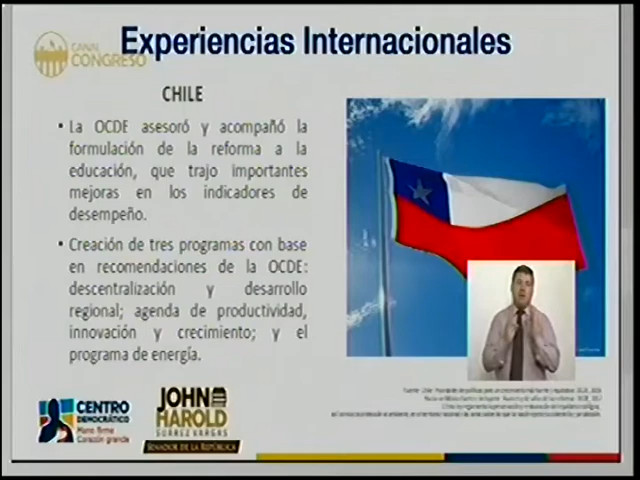 CANAL
CONGRESO
Experiencias Internacionales
CHILE
• La OCDE asesoró y acompañó la
formulación de la reforma a la
educación, que trajo importantes
mejoras en los indicadores de
desempeño.
• Creación de tres programas con base
en recomendaciones de la OCDE:
descentralización y desarrollo
regional; agenda de productividad,
innovación y crecimiento; y el
programa de energía.
CENTRO
DEMOCRÁTICO
Mano firme
Corazón grande
JOHN
HAROLD
SUÁREZ VARGAS
SENADOR DE LA REPÚBLICA